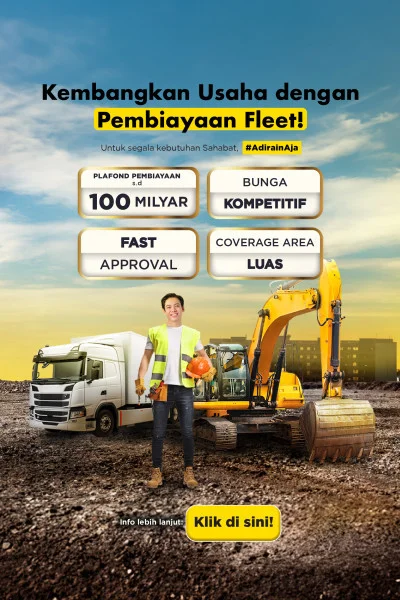 Kembangkan Usaha dengan
Pembiayaan Fleet!
Untuk segala kebutuhan Sahabat, #AdirainAja
PLAFOND PEMBIAYAAN
s.d
100 MILYAR
BUNGA
KOMPETITIF
FAST
APPROVAL
COVERAGE AREA
LUAS
Info lebih lanjut:
Klik di sini!